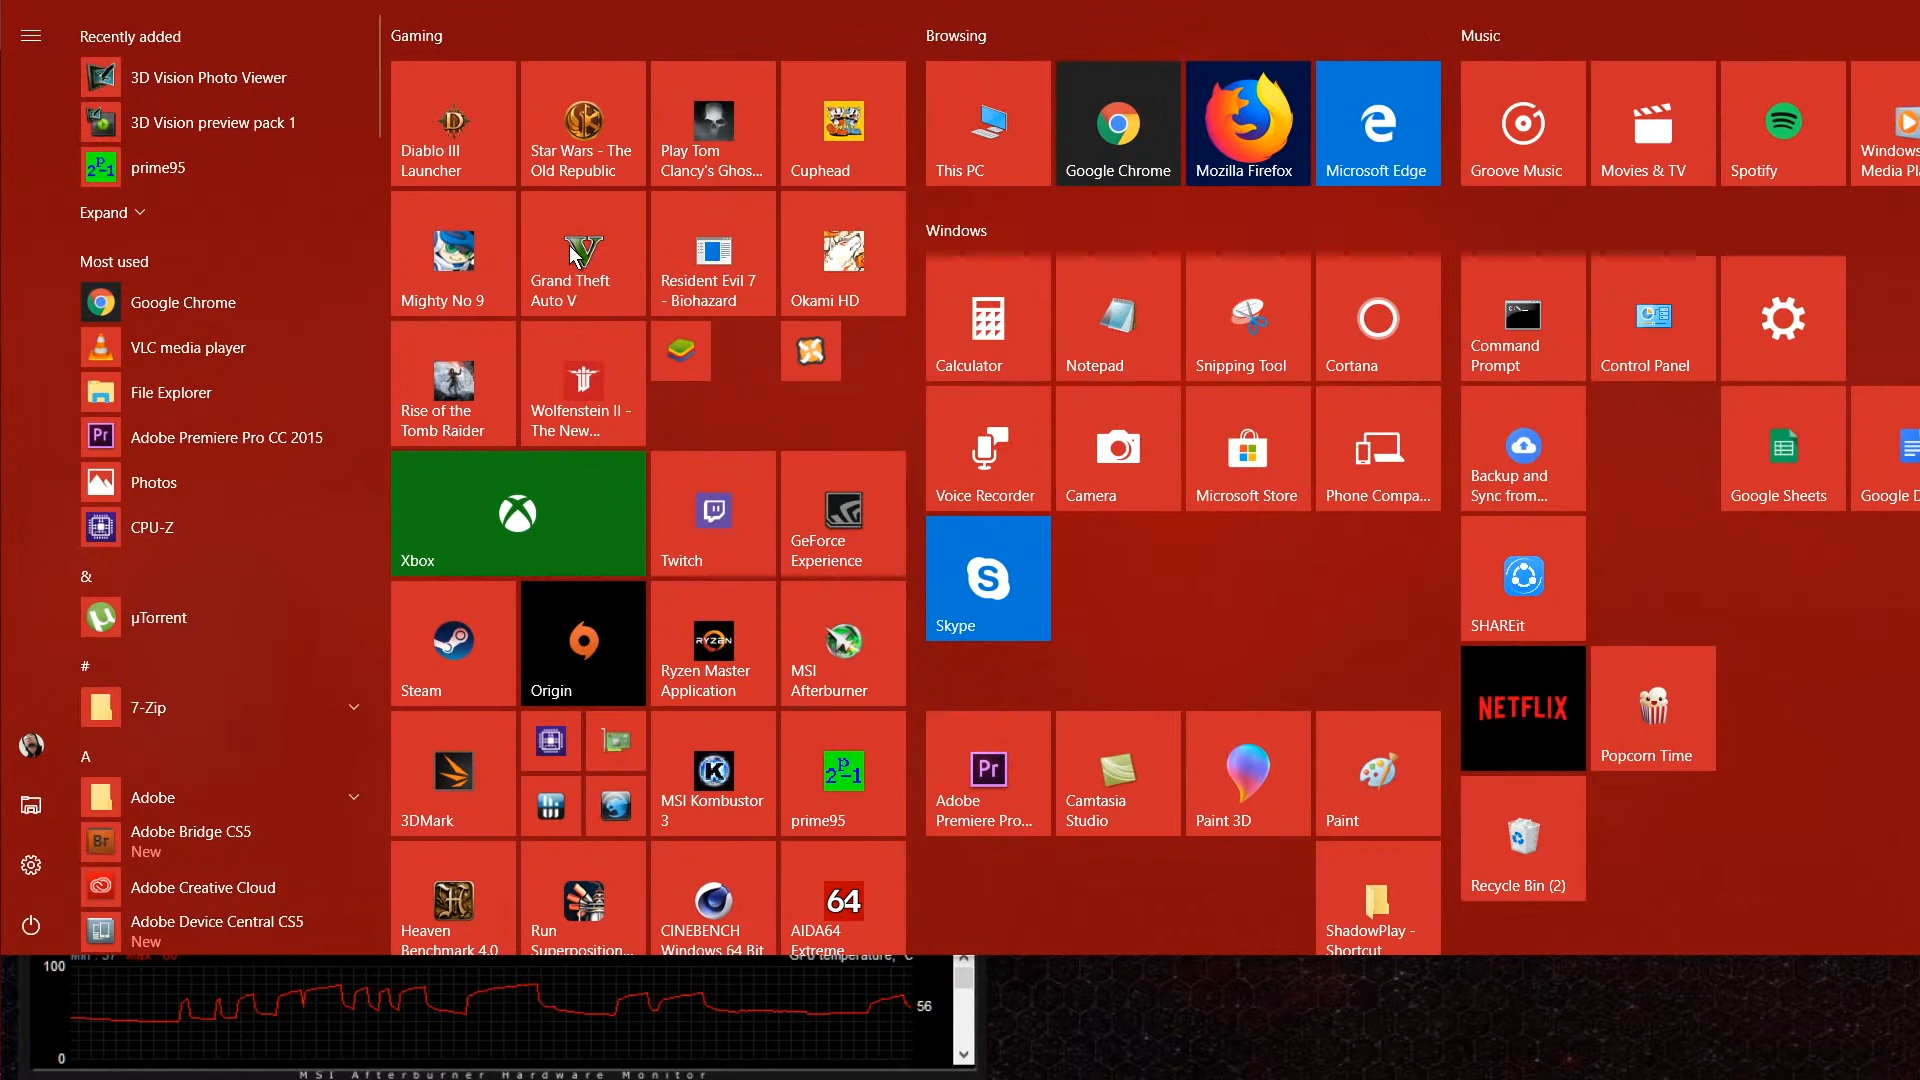 Recently added
3D Vision Photo Viewer
3D Vision preview pack 1
prime95
Expand
Most used
Google Chrome
VLC media player
File Explorer
Adobe Premiere Pro CC 2015
Photos
CPU-Z
&
µTorrent
#
7-Zip
A
Adobe
Adobe Bridge CS5
New
Adobe Creative Cloud
Adobe Device Central CS5
New
Gaming
Diablo III
Launcher
Star Wars - The
Old Republic
Play Tom
Clancy's Ghos...
Cuphead
Mighty No 9
Grand Theft
Auto V
Resident Evil 7
- Biohazard
Okami HD
Rise of the
Tomb Raider
Wolfenstein II -
The New...
Xbox
Twitch
GeForce
Experience
Steam
Origin
RYZEN
Ryzen Master
Application
MSI
Afterburner
3DMark
MSI Kombustor
3
prime95
Heaven
Benchmark 4.0
Run
Superposition...
CINEBENCH
Windows 64 Bit
64
AIDA64
Extreme
Browsing
This PC
Google Chrome
Mozilla Firefox
Microsoft Edge
Windows
Calculator
Notepad
Snipping Tool
Cortana
Voice Recorder
Camera
Microsoft Store
Phone Compa...
Skype
Adobe
Premiere Pro...
Camtasia
Studio
Paint 3D
Paint
ShadowPlay -
Shortcut
Music
Groove Music
Movies & TV
Spotify
Windows
Media Pl
Command
Prompt
Control Panel
Backup and
Sync from...
Google Sheets
Google D
SHAREit
NETFLIX
Popcorn Time
Recycle Bin (2)
GPU temperature, °C
100
56
0
MSI Afterburner Hardware Monitor